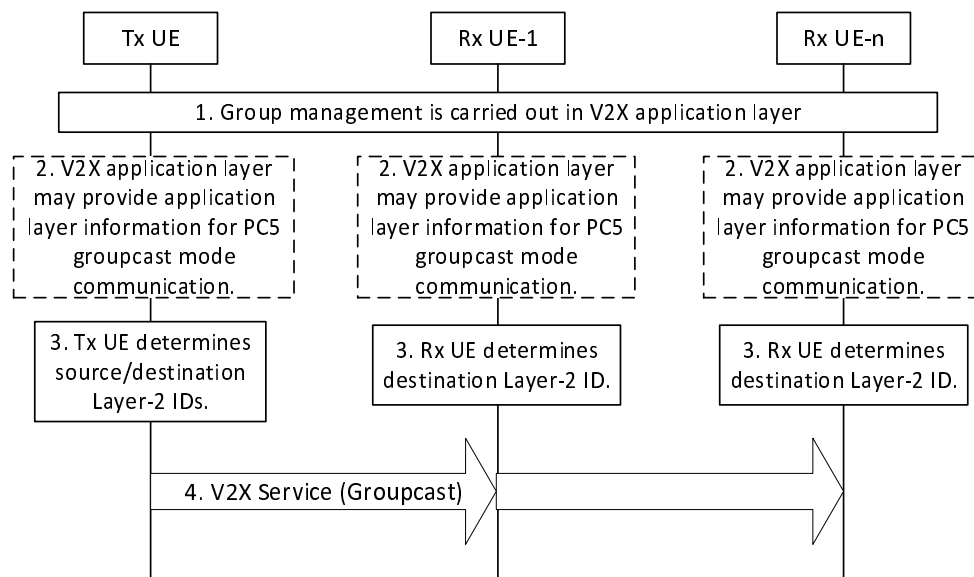 Tx UE
Rx UE-1
Rx UE-n
1. Group management is carried out in V2X application layer
2. V2X application layer
may provide application
layer information for PC5
groupcast mode
communication.
2. V2X application layer
may provide application
layer information for PC5
groupcast mode
communication.
2. V2X application layer
may provide application
layer information for PC5
groupcast mode
communication.
3. Tx UE determines
source/destination
Layer-2 IDs.
3. Rx UE determines
destination Layer-2 ID.
3. Rx UE determines
destination Layer-2 ID.
4. V2X Service (Groupcast)